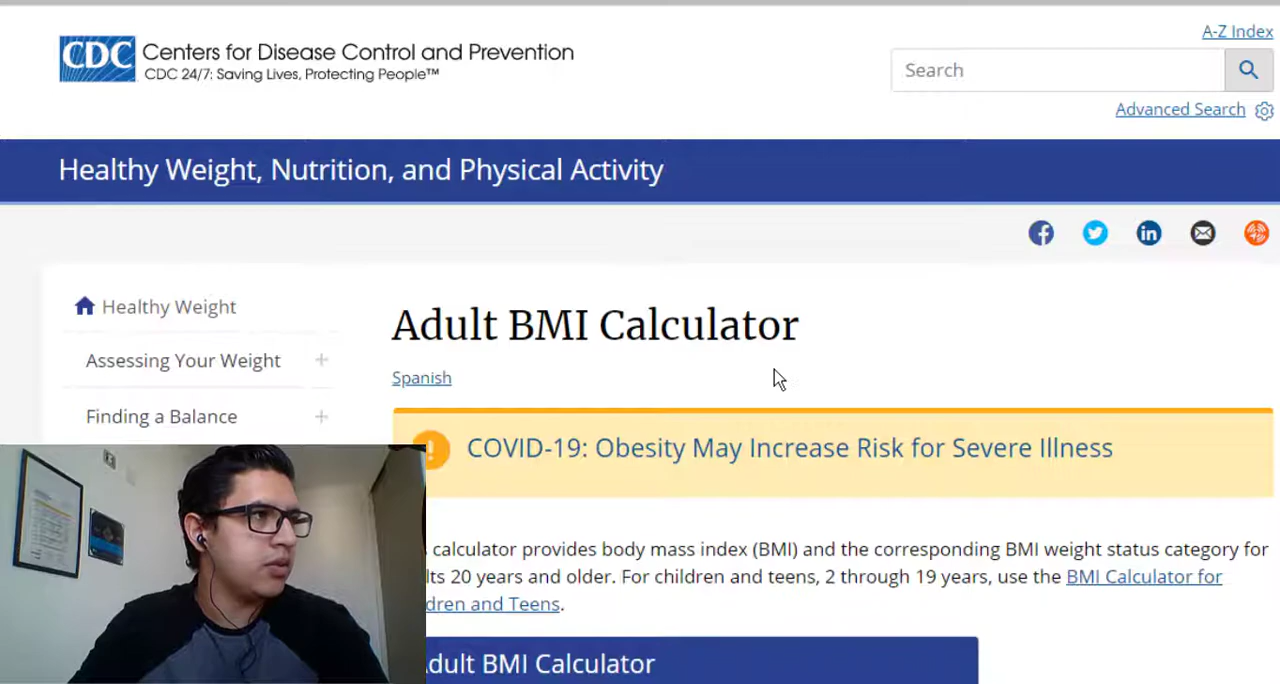 A-Z Index
CDC Centers for Disease Control and Prevention
CDC 24/7: Saving Lives, Protecting People™
Search
Advanced Search
Healthy Weight, Nutrition, and Physical Activity
Healthy Weight
Assessing Your Weight
Finding a Balance
Adult BMI Calculator
Spanish
COVID-19: Obesity May Increase Risk for Severe Illness
calculator provides body mass index (BMI) and the corresponding BMI weight status category for
20 years and older. For children and teens, 2 through 19 years, use the BMI Calculator for
and Teens.
BMI Calculator